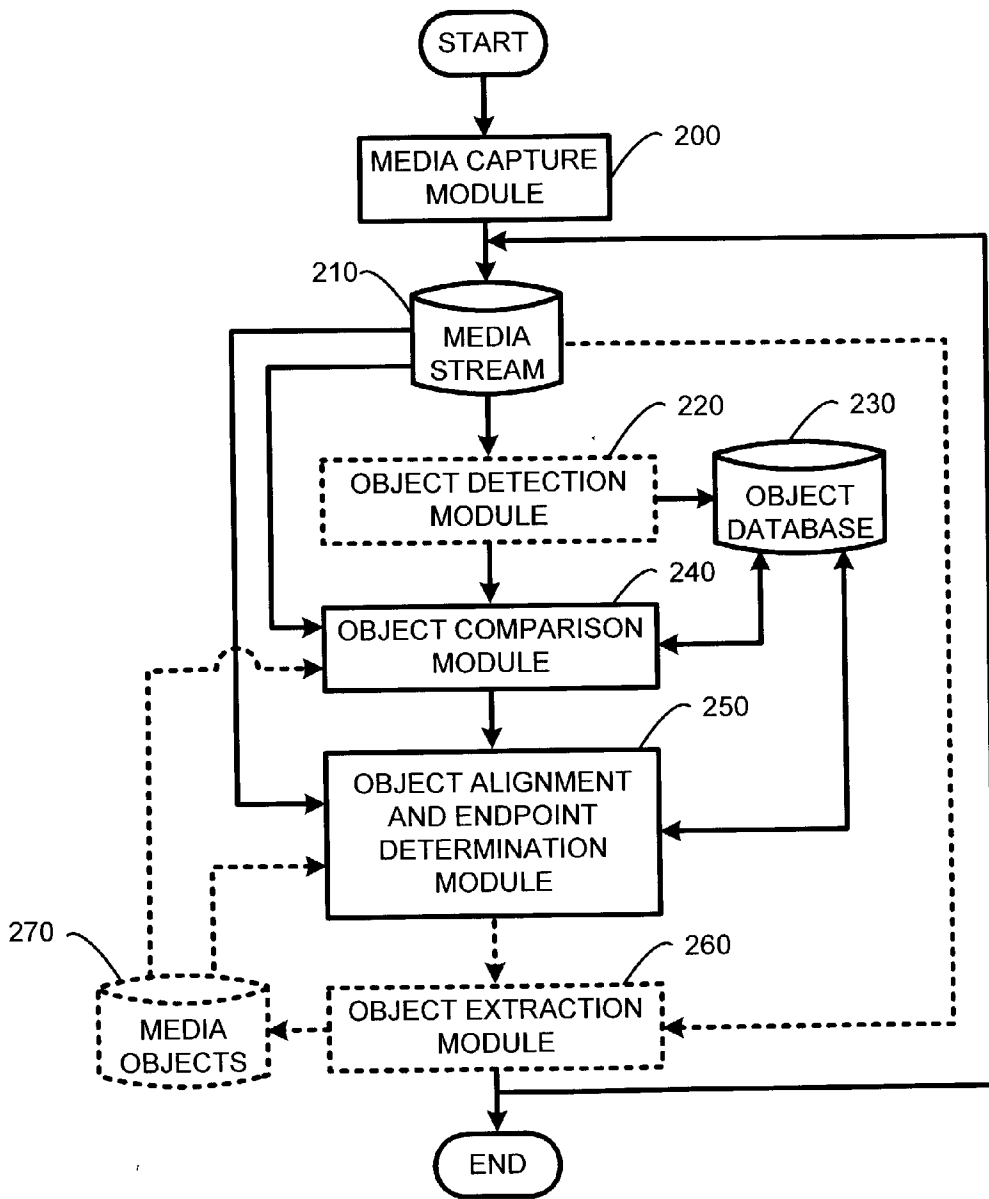 START
200
MEDIA CAPTURE
MODULE
210
MEDIA
STREAM
220
230
OBJECT DETECTION
MODULE
OBJECT
DATABASE
240
OBJECT COMPARISON
MODULE
250
OBJECT ALIGNMENT
AND ENDPOINT
DETERMINATION
MODULE
270
260
MEDIA
OBJECTS
OBJECT EXTRACTION
MODULE
END